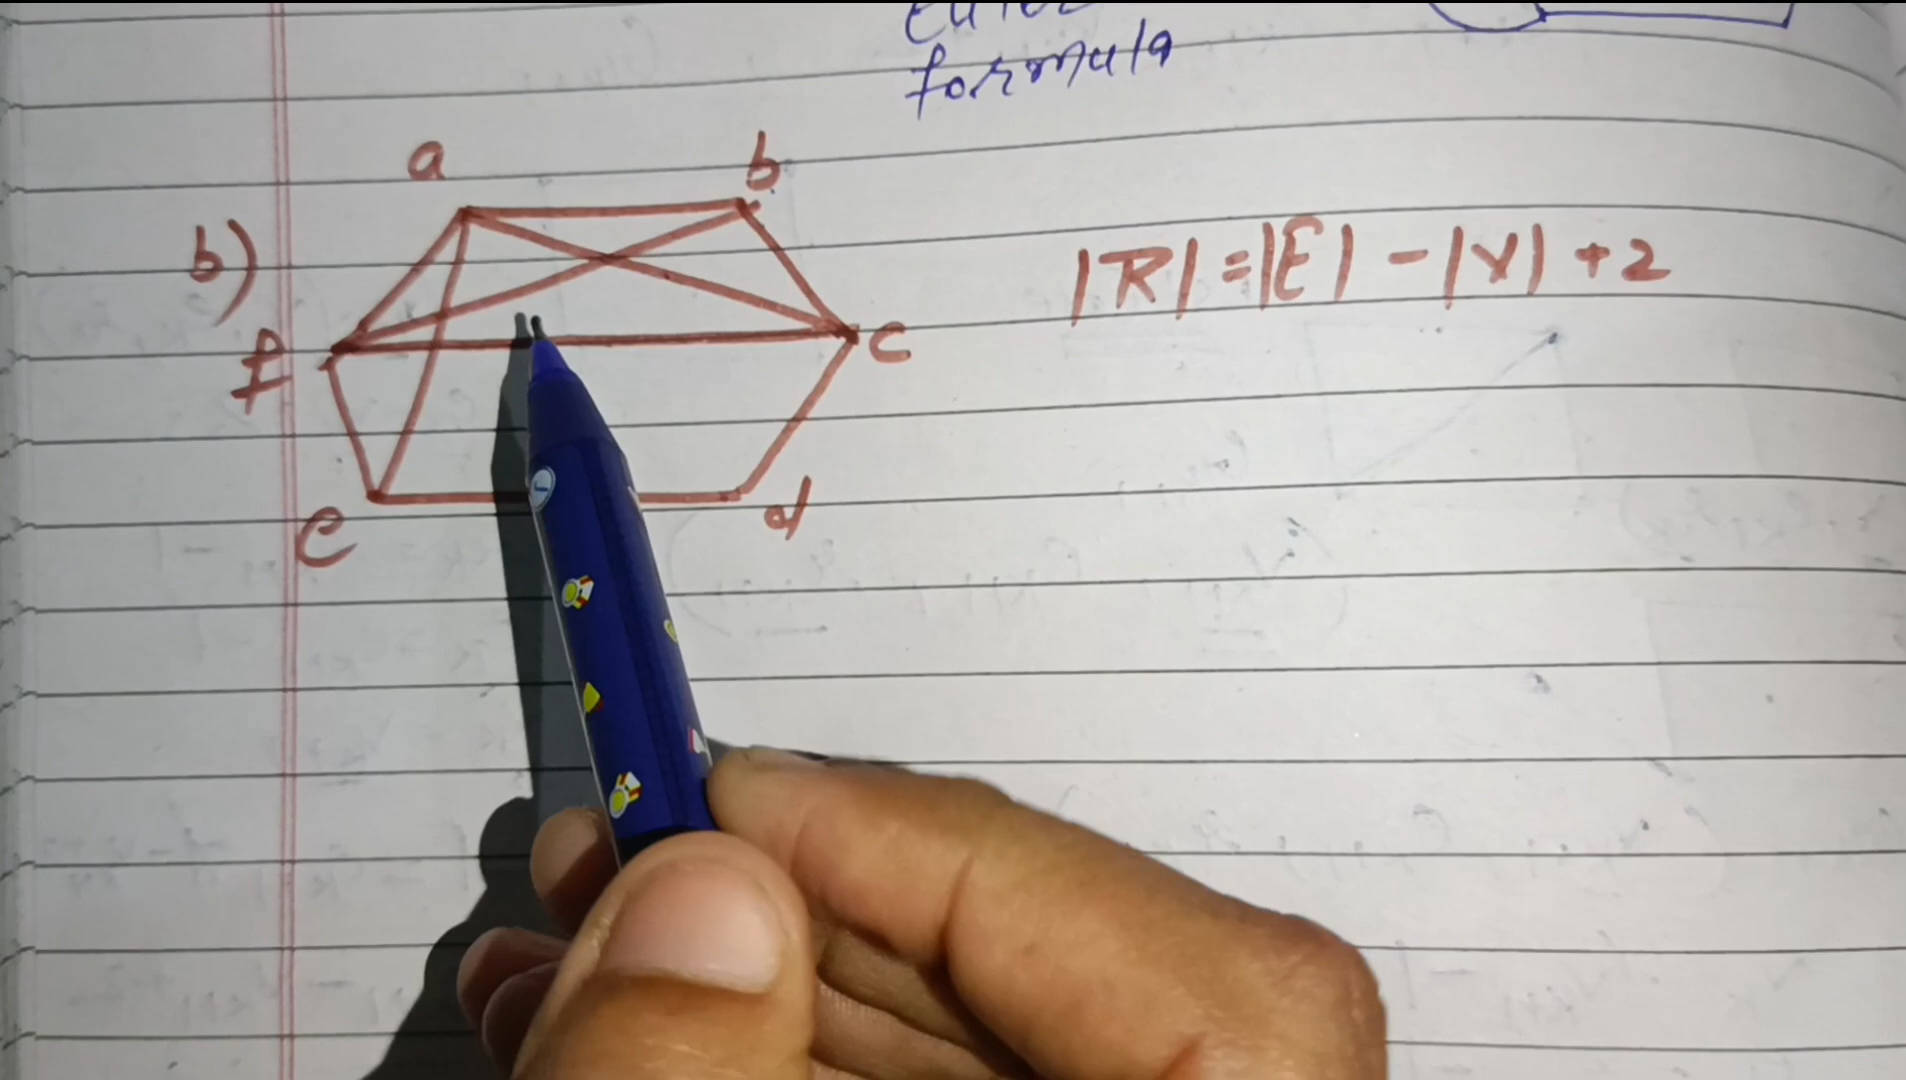 formula
a b
b)
|R| = |E| - |V| + 2
f c
e d